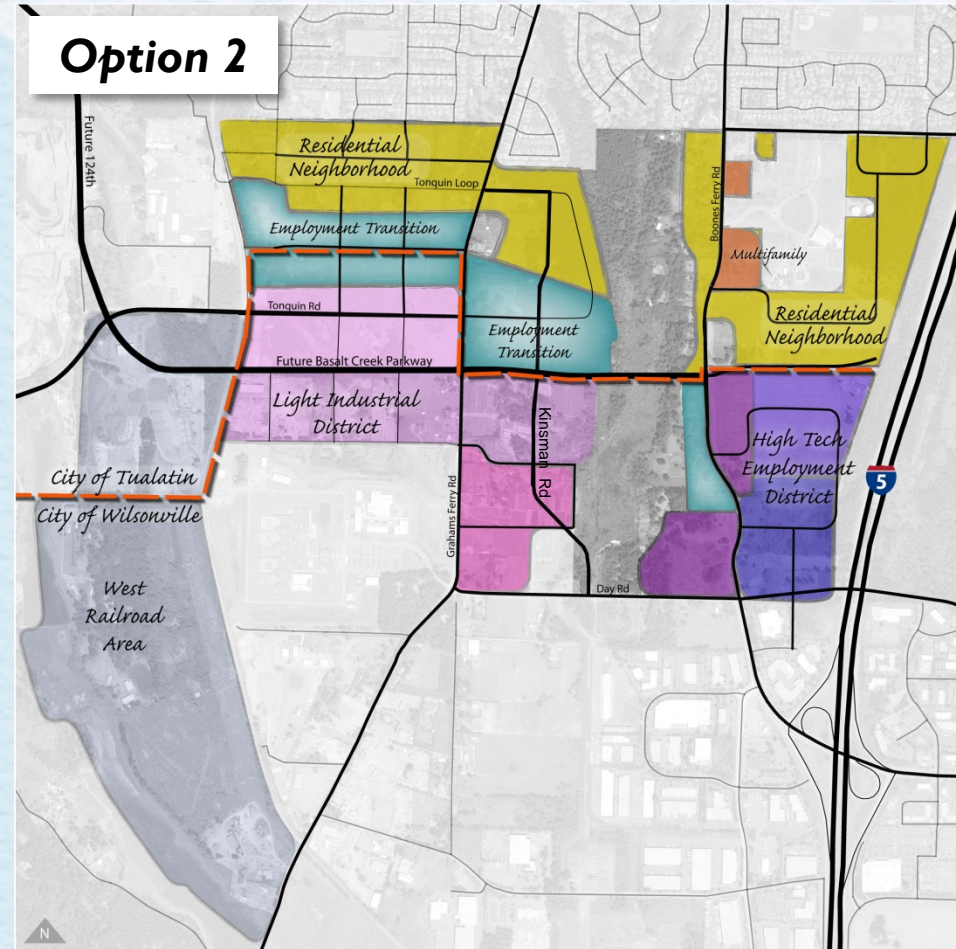 Option 2
Future 124th
Residential
Neighborhood
Tonquin Loop
Boones Ferry Rd
Employment Transition
Multifamily
Tonquin Rd
Residential
Neighborhood
Employment
Transition
Future Basalt Creek Parkway
Light Industrial
District
Kinsman Rd
High Tech
Employment
District
5
City of Tualatin
City of Wilsonville
Grahams Ferry Rd
West
Railroad
Area
Day Rd
N